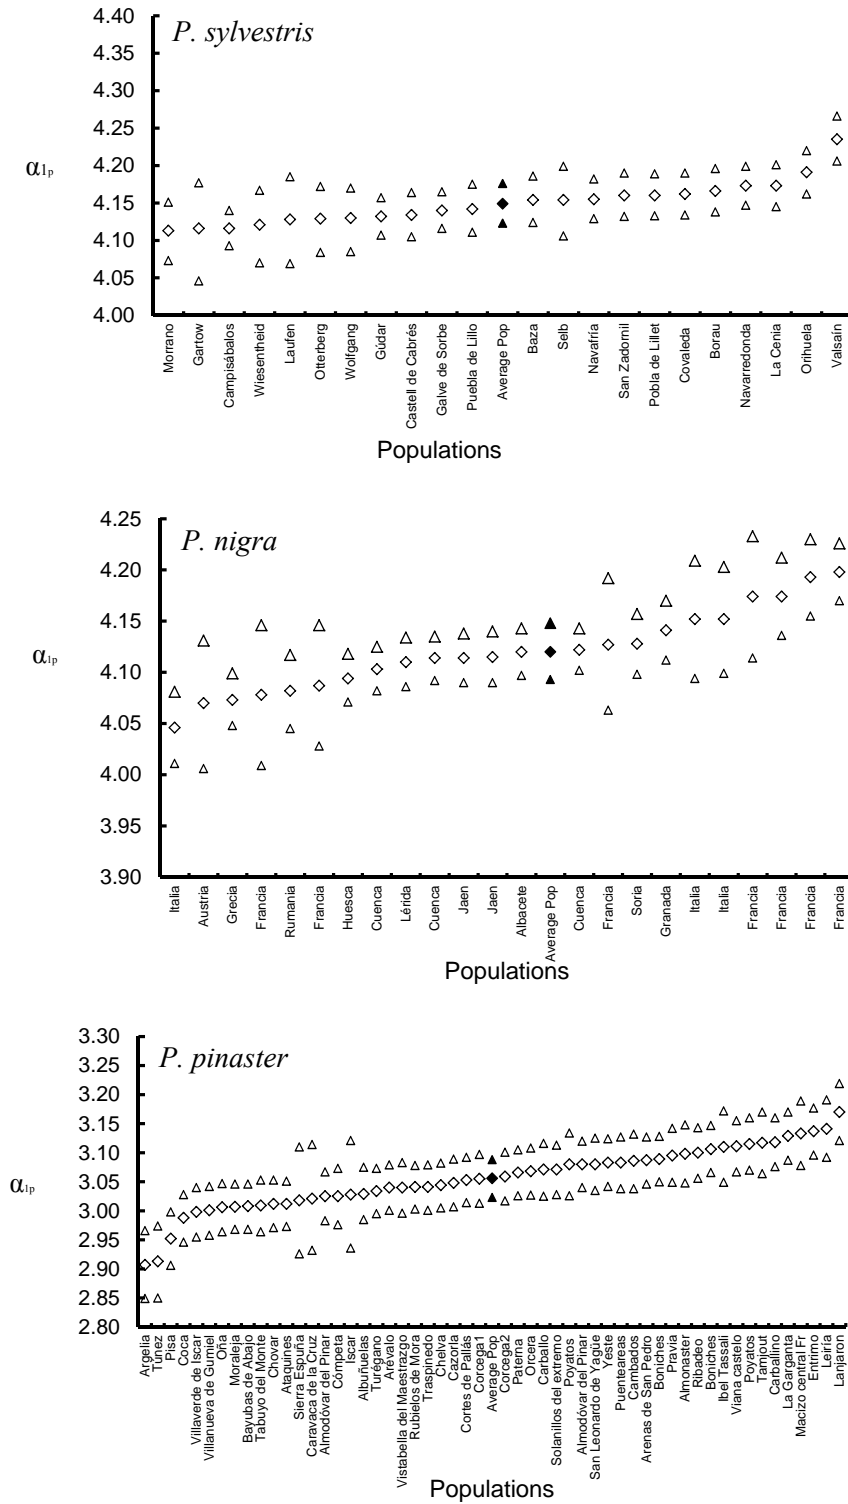 P. sylvestris
4.40
4.35
4.30
4.25
4.20
4.15
4.10
4.05
4.00
α1p
Morrano
Gartow
Campisábalos
Wiesentheid
Laufen
Otterberg
Wolfgang
Gúdar
Castell de Cabrés
Galve de Sorbe
Puebla de Lillo
Average Pop
Baza
Selb
Navafría
San Zadornil
Pobla de Lillet
Covaleda
Borau
Navarredonda
La Cenia
Orihuela
Valsaín
Populations
P. nigra
4.25
4.20
4.15
4.10
4.05
4.00
3.95
3.90
α1p
Italia
Austria
Grecia
Francia
Rumania
Francia
Huesca
Cuenca
Lérida
Cuenca
Jaen
Jaen
Albacete
Average Pop
Cuenca
Francia
Soria
Granada
Italia
Italia
Francia
Francia
Francia
Francia
Populations
P. pinaster
3.30
3.25
3.20
3.15
3.10
3.05
3.00
2.95
2.90
2.85
2.80
α1p
Argelia
Túnez
Pisa
Coca
Villaverde de Iscar
Villanueva de Gumiel
Oña
Moraleja
Bayubas de Abajo
Tabuyo del Monte
Chovar
Ataquines
Sierra Espuña
Caravaca de la Cruz
Almodóvar del Pinar
Cómpeta
Iscar
Albuñuelas
Turégano
Arévalo
Vistabella del Maestrazgo
Rubielos de Mora
Traspinedo
Chelva
Cazorla
Cortes de Pallás
Corcega1
Average Pop
Corcega2
Patrina
Orcera
Carballo
Solanillos del extremo
Poyatos
Almodóvar del Pinar
San Leonardo de Yagüe
Yeste
Puenteareas
Cambados
Arenas de San Pedro
Boniches
Pravia
Almonaster
Ribadeo
Boniches
Ibel Tassali
Viana castelo
Poyatos
Tamjout
Carballino
La Garganta
Macizo central Fr
Entrimo
Leiría
Lanjaron
Populations